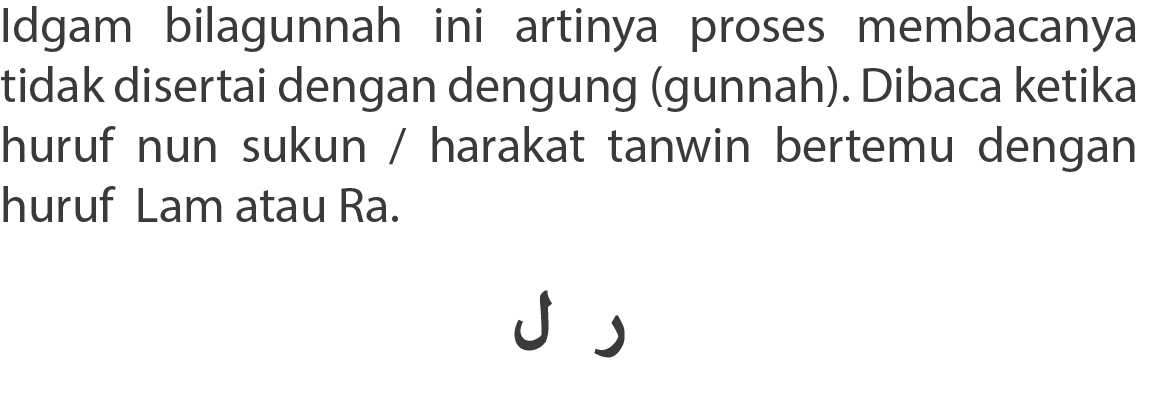 Idgam bilagunnah ini artinya proses membacanya
tidak disertai dengan dengung (gunnah). Dibaca ketika
huruf nun sukun / harakat tanwin bertemu dengan
huruf Lam atau Ra.
ر ل